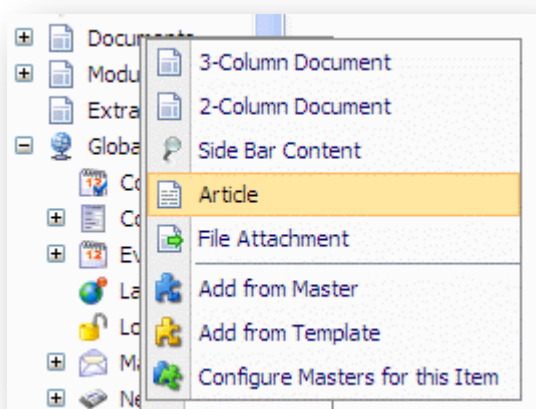 Documents
Modu
Extra
Globa
Co
Co
Ev
La
Lo
Ma
Ne
3-Column Document
2-Column Document
Side Bar Content
Article
File Attachment
Add from Master
Add from Template
Configure Masters for this Item